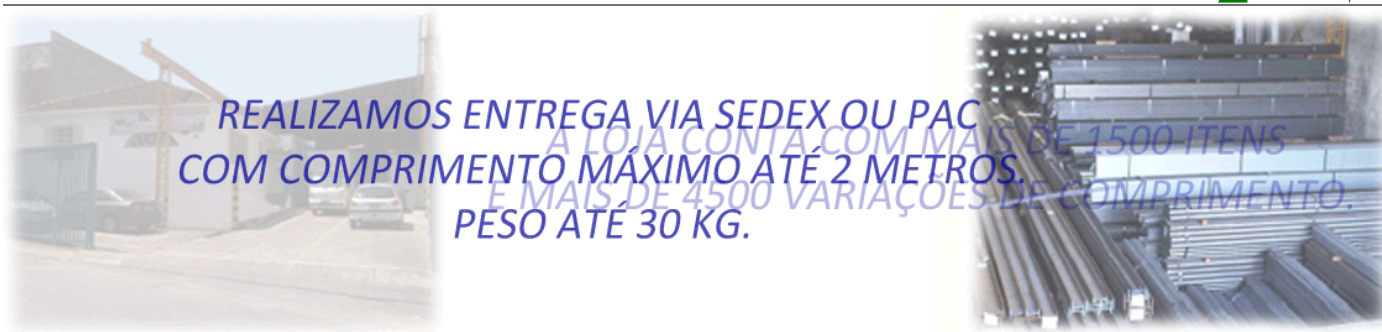 REALIZAMOS ENTREGA VIA SEDEX OU PAC
COM COMPRIMENTO MÁXIMO ATÉ 2 METROS.
PESO ATÉ 30 KG.
A LOJA CONTA COM MAIS DE 1500 ITENS
E MAIS DE 4500 VARIAÇÕES DE COMPRIMENTO.